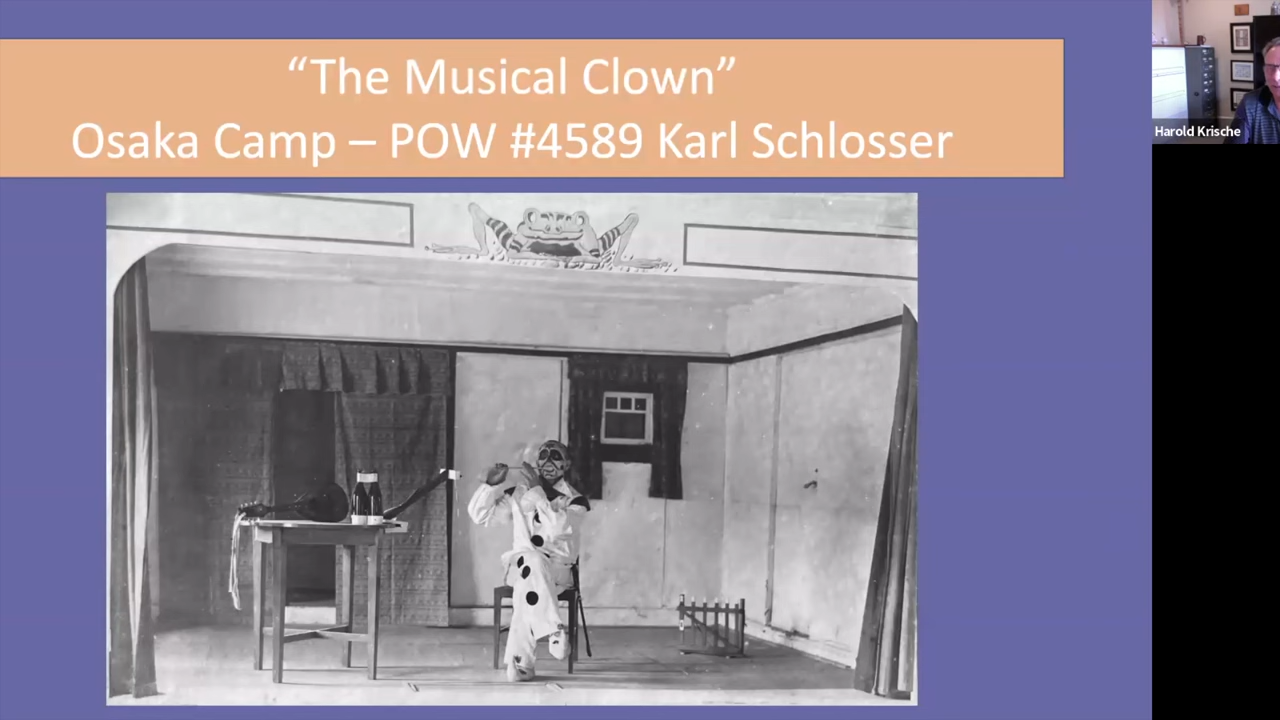 “The Musical Clown”
Osaka Camp – POW #4589 Karl Schlosser
Harold Krische